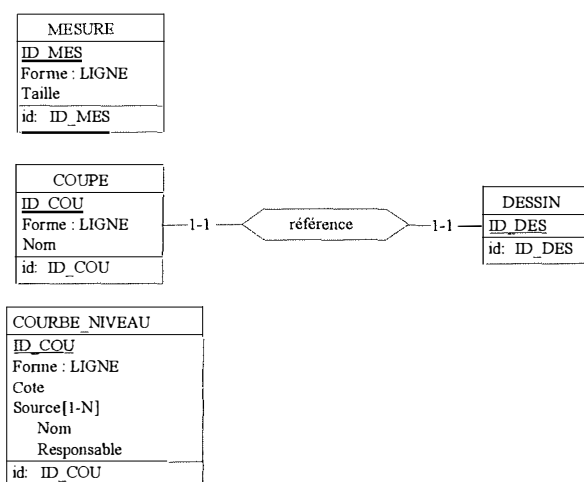 MESURE
ID_MES
Forme : LIGNE
Taille
id: ID_MES
COUPE
ID_COU
Forme : LIGNE
Nom
id: ID_COU
1-1
référence
1-1
DESSIN
ID_DES
id: ID_DES
COURBE_NIVEAU
ID_COU
Forme : LIGNE
Cote
Source[1-N]
Nom
Responsable
id: ID_COU